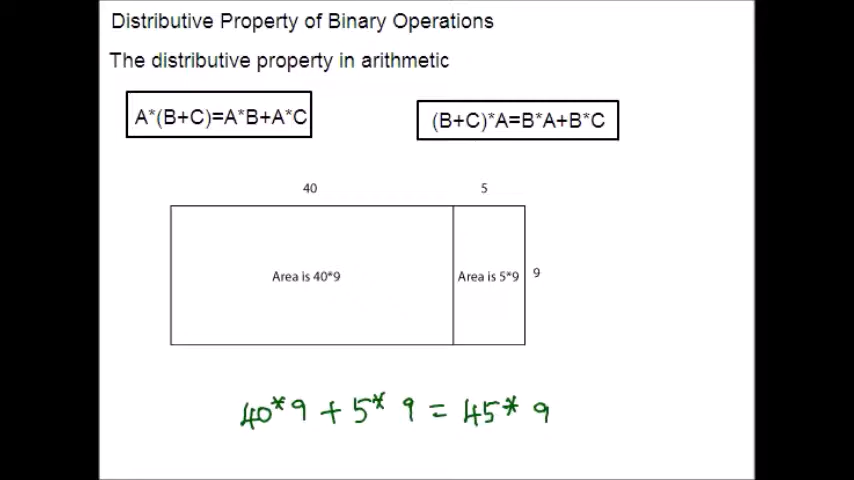 Distributive Property of Binary Operations
The distributive property in arithmetic
A*(B+C)=A*B+A*C
(B+C)*A=B*A+B*C
40
5
Area is 40*9
Area is 5*9
9
40*9 + 5* 9 = 45* 9